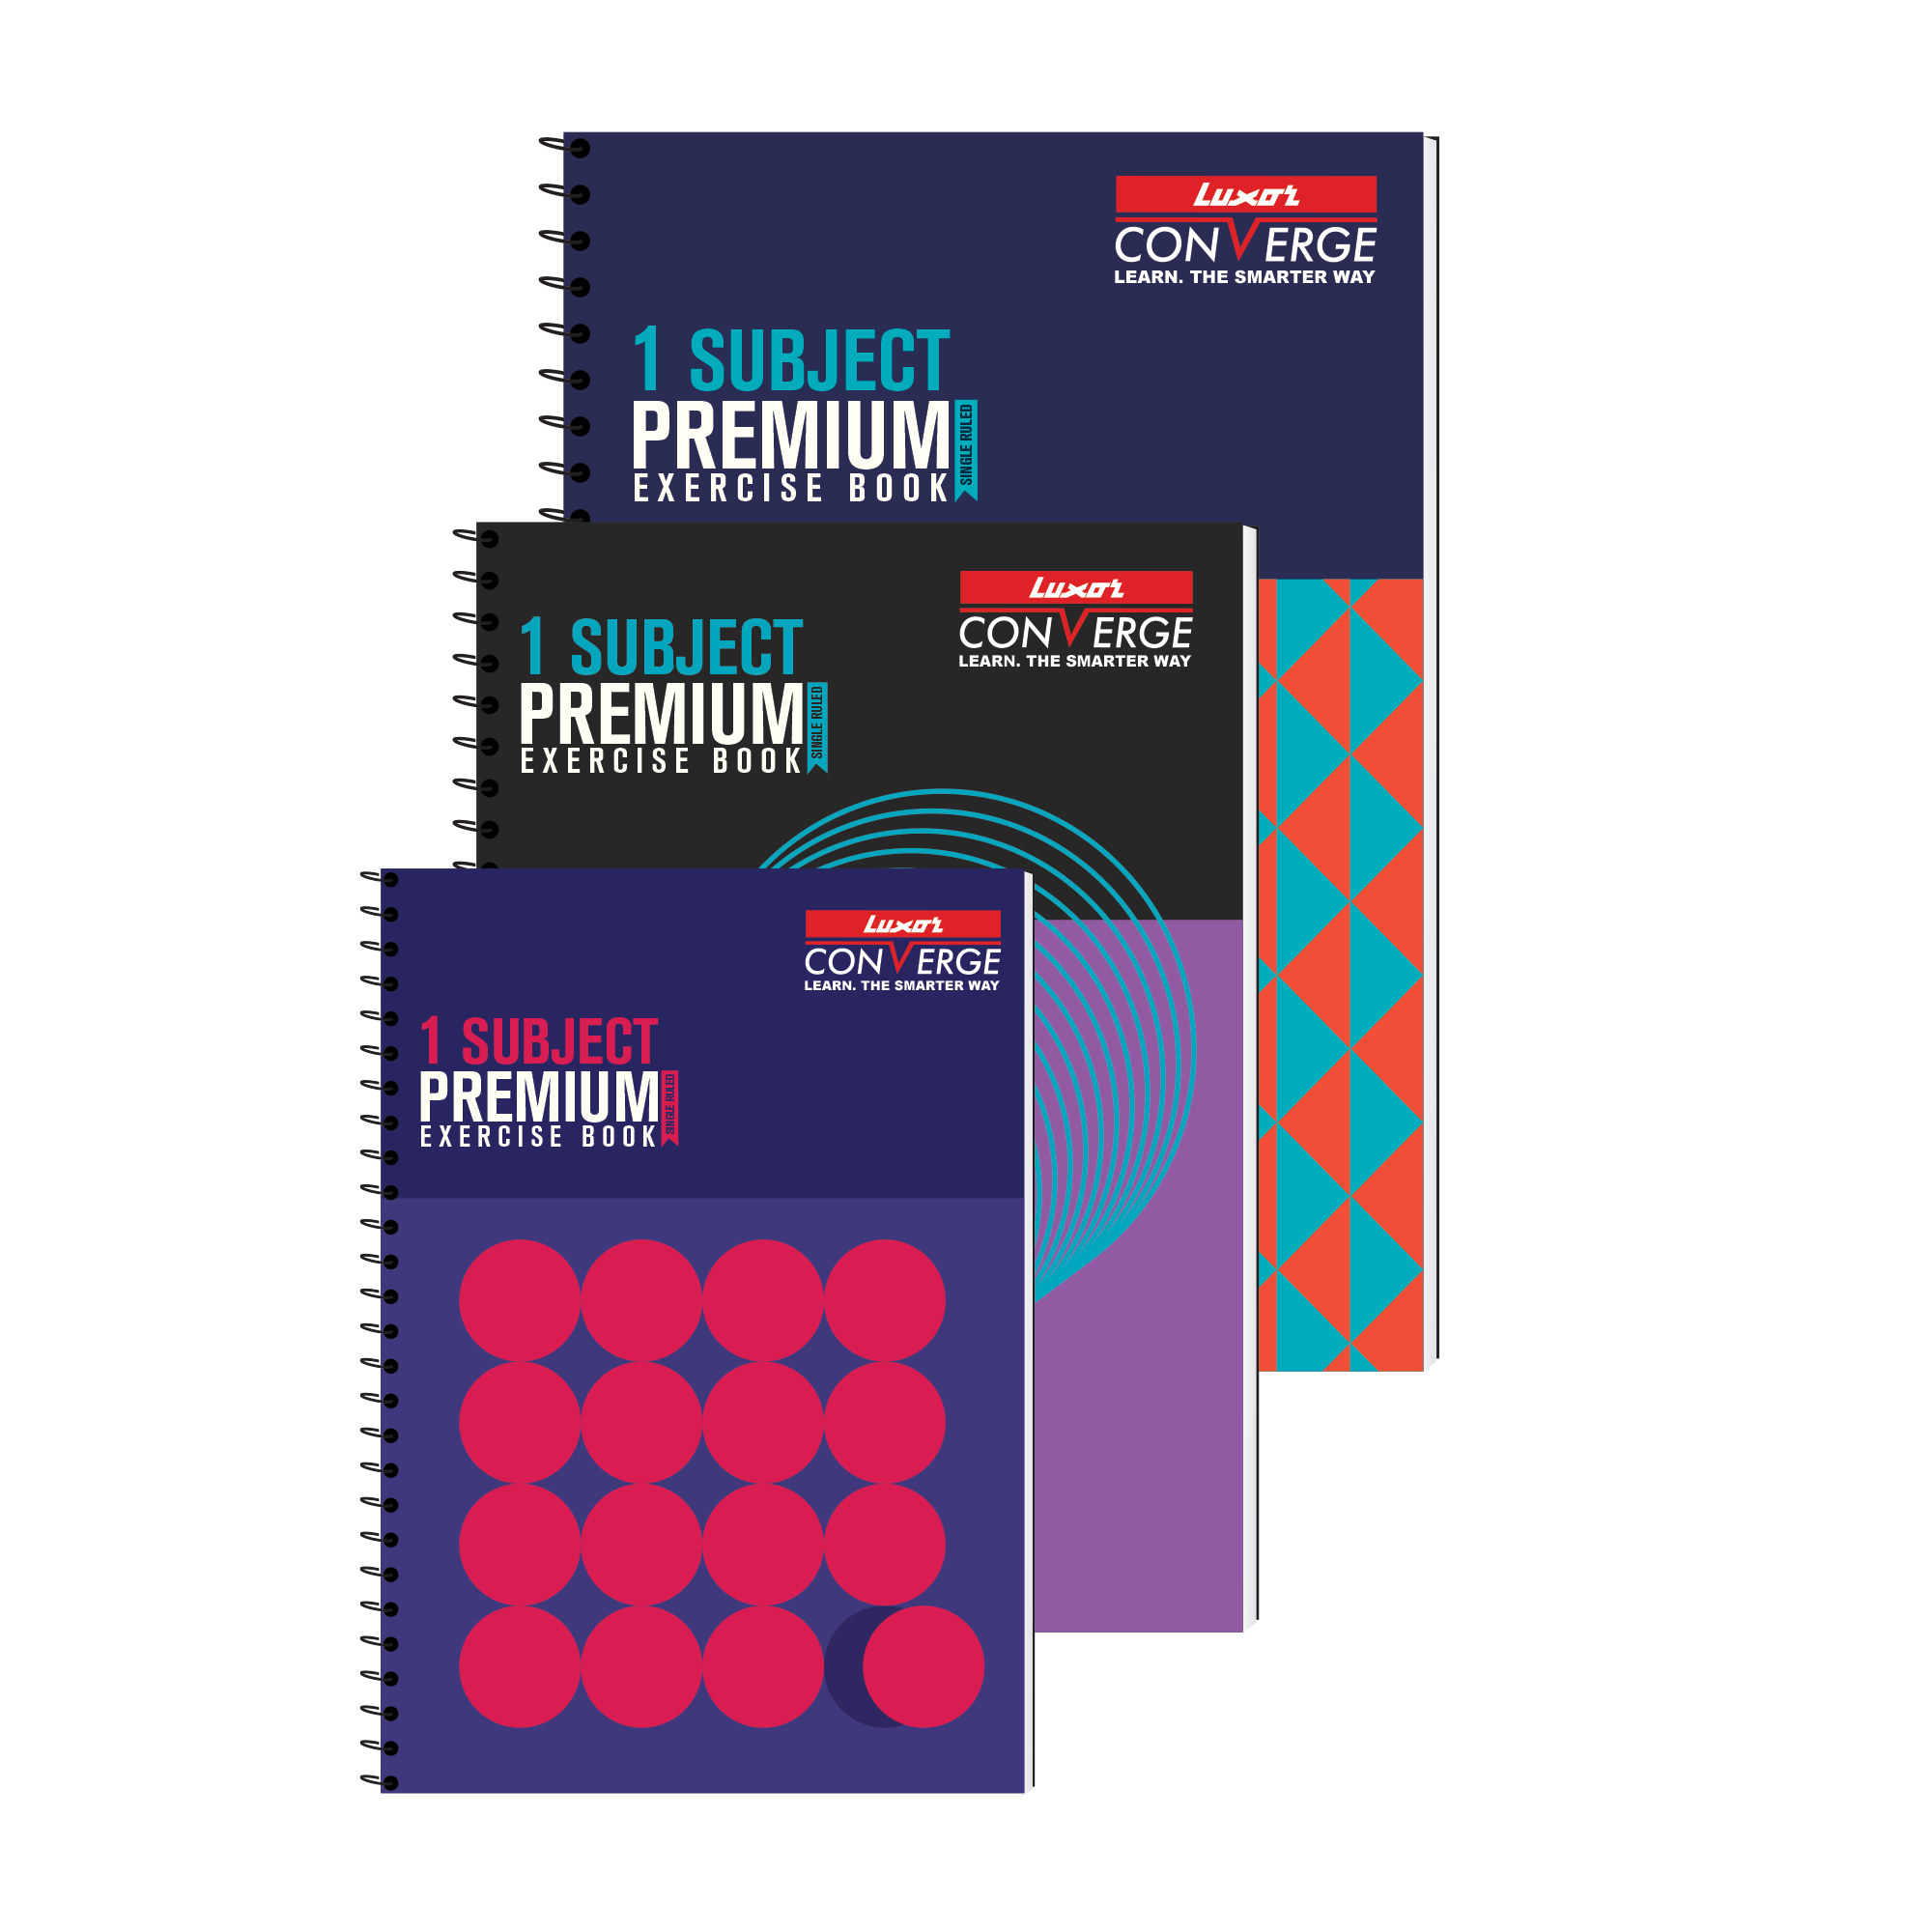 Luxor
CONVERGE
LEARN. THE SMARTER WAY
1 SUBJECT
PREMIUM
EXERCISE BOOK
SINGLE RULED
Luxor
CONVERGE
LEARN. THE SMARTER WAY
1 SUBJECT
PREMIUM
EXERCISE BOOK
SINGLE RULED
Luxor
CONVERGE
LEARN. THE SMARTER WAY
1 SUBJECT
PREMIUM
EXERCISE BOOK
SINGLE RULED